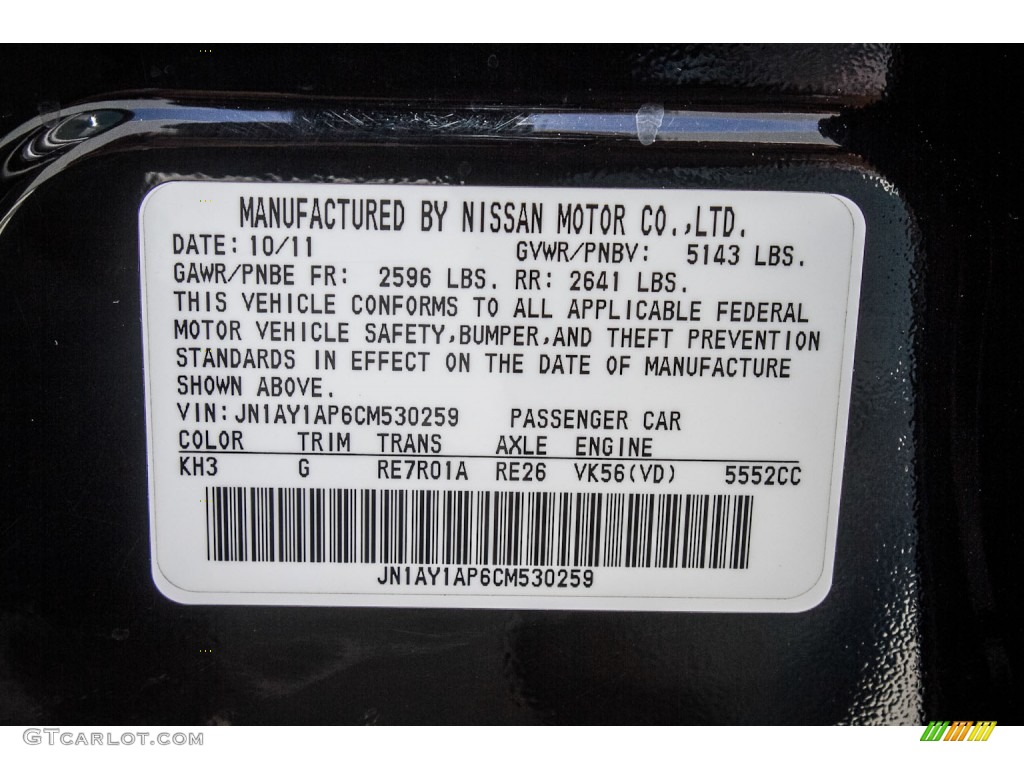 MANUFACTURED BY NISSAN MOTOR CO.,LTD.
DATE: 10/11 GVWR/PNBV: 5143 LBS.
GAWR/PNBE FR: 2596 LBS. RR: 2641 LBS.
THIS VEHICLE CONFORMS TO ALL APPLICABLE FEDERAL
MOTOR VEHICLE SAFETY,BUMPER,AND THEFT PREVENTION
STANDARDS IN EFFECT ON THE DATE OF MANUFACTURE
SHOWN ABOVE.
VIN:JN1AY1AP6CM530259 PASSENGER CAR
COLOR TRIM TRANS AXLE ENGINE
KH3 G RE7R01A RE26 VK56(VD) 5552CC
JN1AY1AP6CM530259
GTCarlot.com